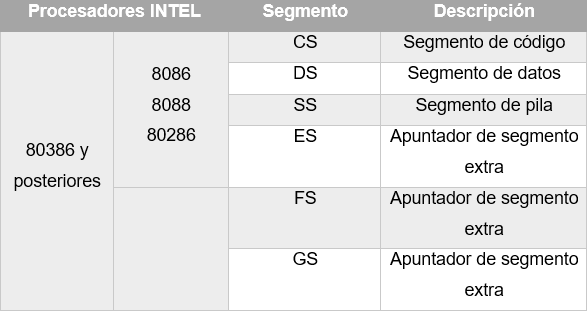 Procesadores INTEL Segmento Descripción
CS Segmento de código
8086 DS Segmento de datos
8088 SS Segmento de pila
80286 ES Apuntador de segmento
extra
80386 y
posteriores
FS Apuntador de segmento
extra
GS Apuntador de segmento
extra